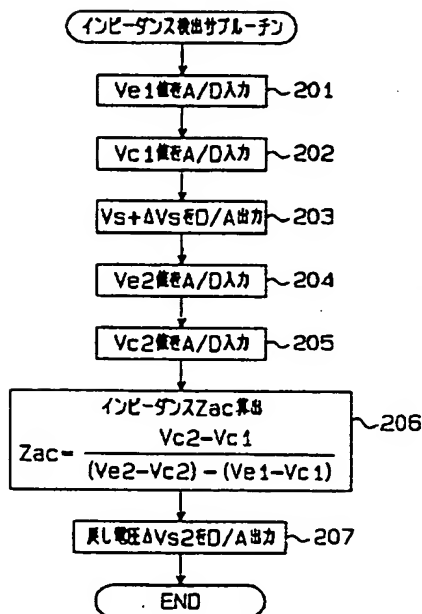 インピーダンス検出サブルーチン
Ve1値をA/D入力 201
Vc1値をA/D入力 202
Vs+ΔVsをD/A出力 203
Ve2値をA/D入力 204
Vc2値をA/D入力 205
インピーダンスZac算出 206
Zac= Vc2-Vc1
(Ve2-Vc2)-(Ve1-Vc1)
戻し電圧ΔVs2をD/A出力 207
END